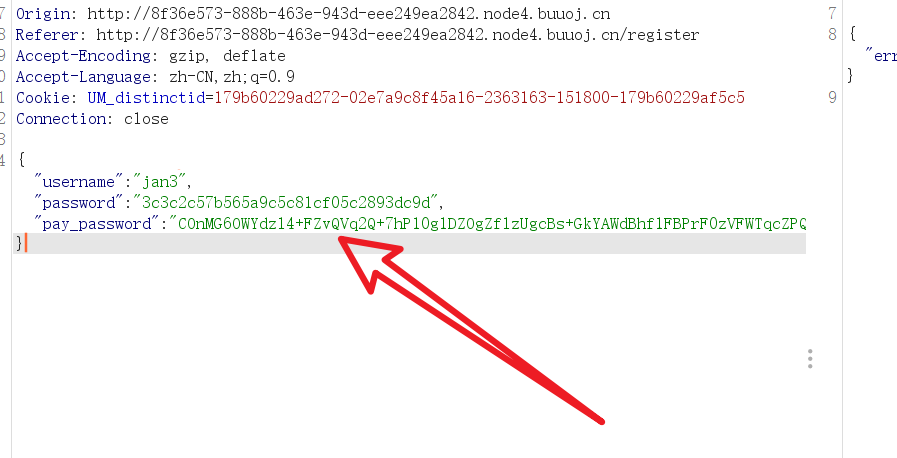 7 Origin: http://8f36e573-888b-463e-943d-eee249ea2842.node4.buuoj.cn 7
8 Referer: http://8f36e573-888b-463e-943d-eee249ea2842.node4.buuoj.cn/register 8 {
9 Accept-Encoding: gzip, deflate "err
0 Accept-Language: zh-CN,zh;q=0.9 }
1 Cookie: UM_distinctid=179b60229ad272-02e7a9c8f45a16-2363163-151800-179b60229af5c5 9
2 Connection: close
3
4 {
"username":"jan3",
"password":"3c3c2c57b565a9c5c81cf05c2893dc9d",
"pay_password":"C0nMG60WYdz14+FZvQVq2Q+7hP10g1DZ0gZf1zUgcBs+GkYAWdBhf1FBPrF0zVFWTqcZPQ
}